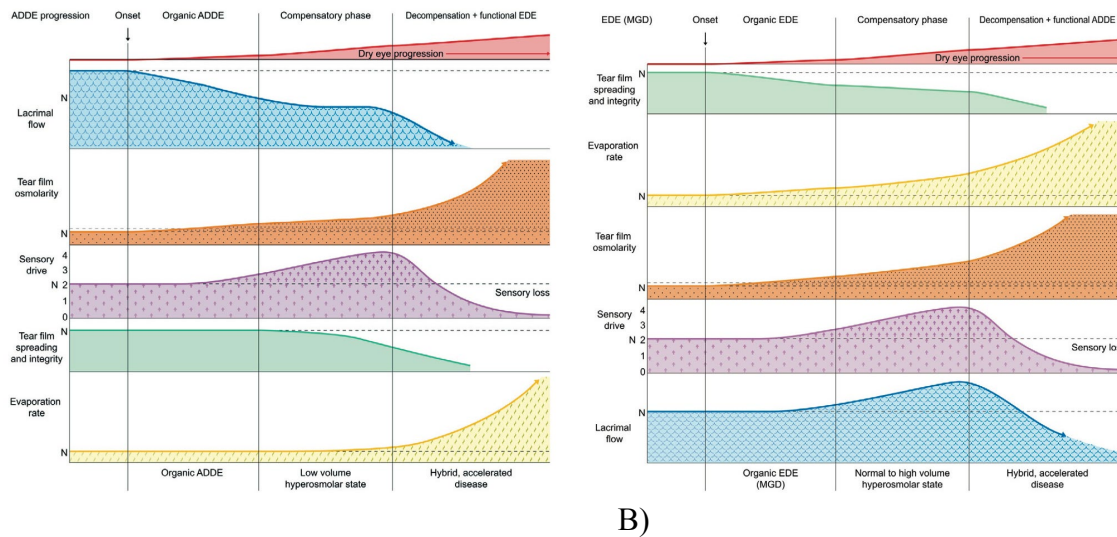 ADDE progression Onset Organic ADDE Compensatory phase Decompensation + functional EDE
Dry eye progression
N
Lacrimal
flow
Tear film
osmolarity
N
Sensory
drive
4
3
N 2
1
0
Sensory loss
N
Tear film
spreading
and integrity
Evaporation
rate
N
Organic ADDE
Low volume
hyperosmolar state
Hybrid, accelerated
disease
EDE (MGD) Onset Organic EDE Compensatory phase Decompensation + functional ADDE
Dry eye progression
N
Tear film
spreading
and integrity
Evaporation
rate
N
Tear film
osmolarity
N
Sensory
drive
4
3
N 2
1
0
Sensory los
N
Lacrimal
flow
Organic EDE
(MGD)
Normal to high volume
hyperosmolar state
Hybrid, accelerated
disease
B)